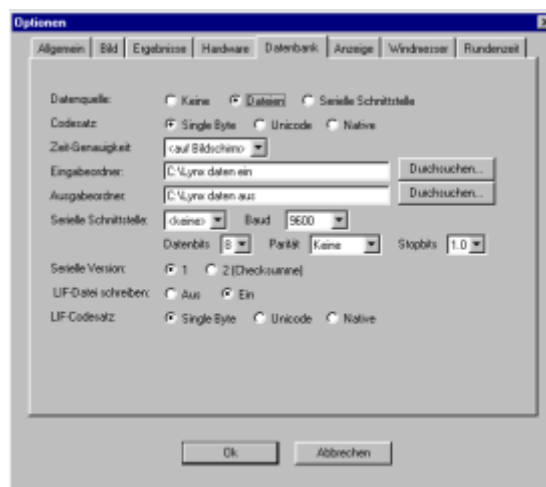 Optionen
Allgemein Bild Ergebnisse Hardware Datenbank Anzeige Windmesser Rundenzeit
Datenquelle: Keine Dateien Serielle Schnittstelle
Codesatz: Single Byte Unicode Native
Zeit-Genauigkeit: <auf Bildschirm>
Eingabeordner: C:\Lynx daten ein Durchsuchen...
Ausgabeordner: C:\Lynx daten aus Durchsuchen...
Serielle Schnittstelle: <keine> Baud 9600
Datenbits 8 Parität Keine Stopbits 1.0
Serielle Version: 1 2 (Checksumme)
LIF-Datei schreiben: Aus Ein
LIF-Codesatz: Single Byte Unicode Native
Ok Abbrechen